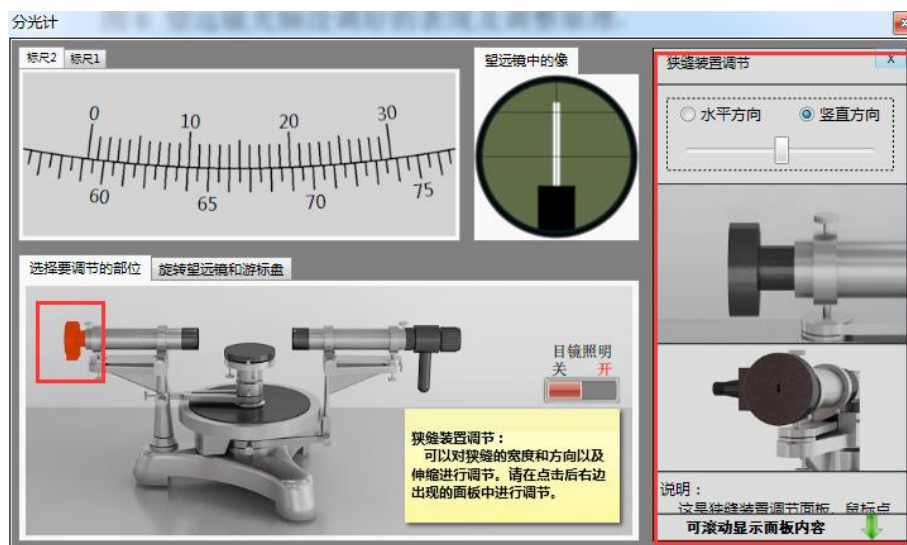 分光计
标尺2 标尺1
0 10 20 30
60 65 70 75
望远镜中的像
狭缝装置调节 X
水平方向 竖直方向
选择要调节的部位 旋转望远镜和游标盘
目镜照明
关 开
狭缝装置调节：
可以对狭缝的宽度和方向以及
伸缩进行调节。请在点击后右边
出现的面板中进行调节。
说明：
这是狭缝装置调节面板，鼠标点
可滚动显示面板内容